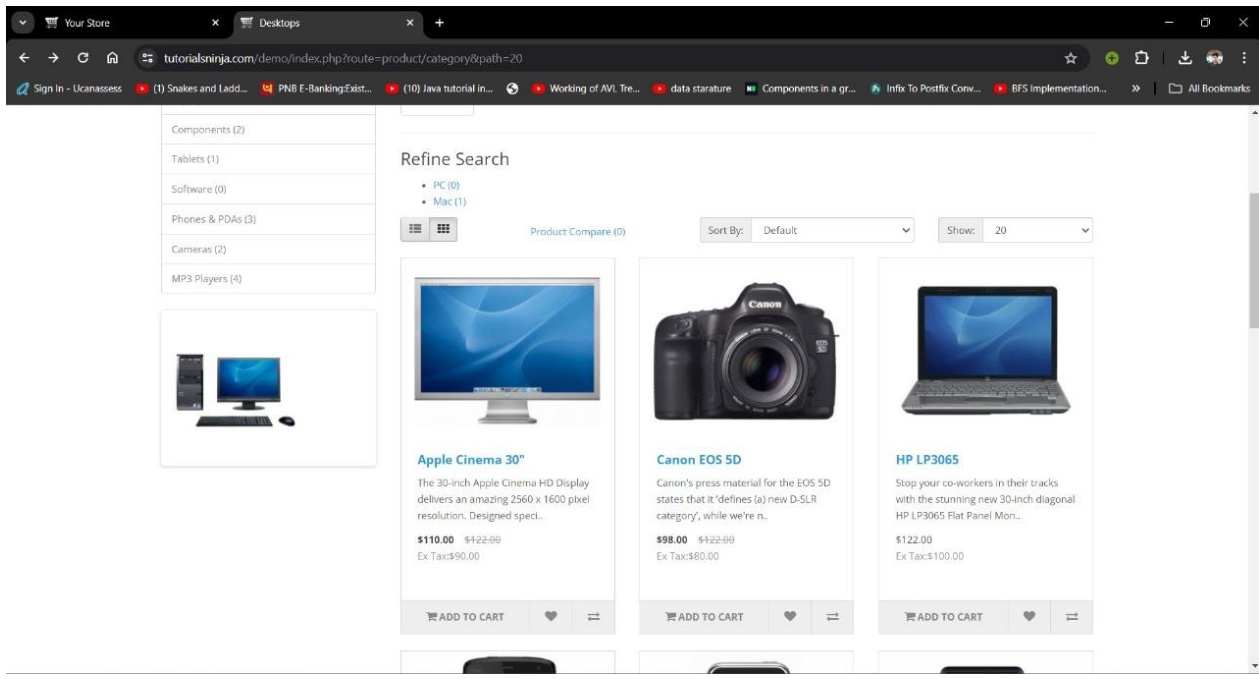 Your Store
Desktops
tutorialsninja.com/demo/index.php?route=product/category&path=20
Sign In - Ucanassess
(1) Snakes and Ladd...
PNB E-Banking:Exist...
(10) Java tutorial in...
Working of AVL Tre...
data starature
Components in a gr...
Infix To Postfix Conv...
BFS Implementation...
All Bookmarks
Components (2)
Tablets (1)
Software (0)
Phones & PDAs (3)
Cameras (2)
MP3 Players (4)
Refine Search
PC (0)
Mac (1)
Product Compare (0)
Sort By: Default
Show: 20
Canon
EOS
5D
Apple Cinema 30"
The 30-inch Apple Cinema HD Display
delivers an amazing 2560 x 1600 pixel
resolution. Designed speci..
$110.00 $122.00
Ex Tax:$90.00
ADD TO CART
Canon EOS 5D
Canon's press material for the EOS 5D
states that it 'defines (a) new D-SLR
category', while we're n..
$98.00 $122.00
Ex Tax:$80.00
ADD TO CART
HP LP3065
Stop your co-workers in their tracks
with the stunning new 30-inch diagonal
HP LP3065 Flat Panel Mon..
$122.00
Ex Tax:$100.00
ADD TO CART